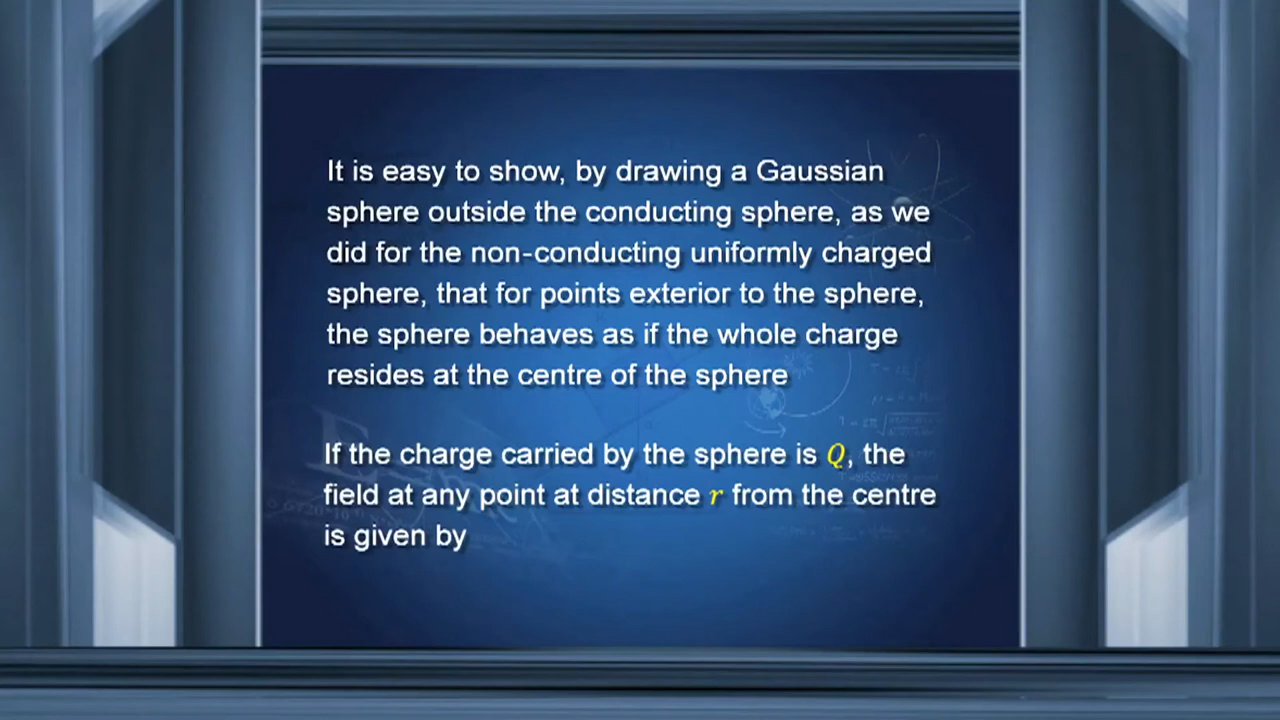 It is easy to show, by drawing a Gaussian
sphere outside the conducting sphere, as we
did for the non-conducting uniformly charged
sphere, that for points exterior to the sphere,
the sphere behaves as if the whole charge
resides at the centre of the sphere
If the charge carried by the sphere is Q, the
field at any point at distance r from the centre
is given by